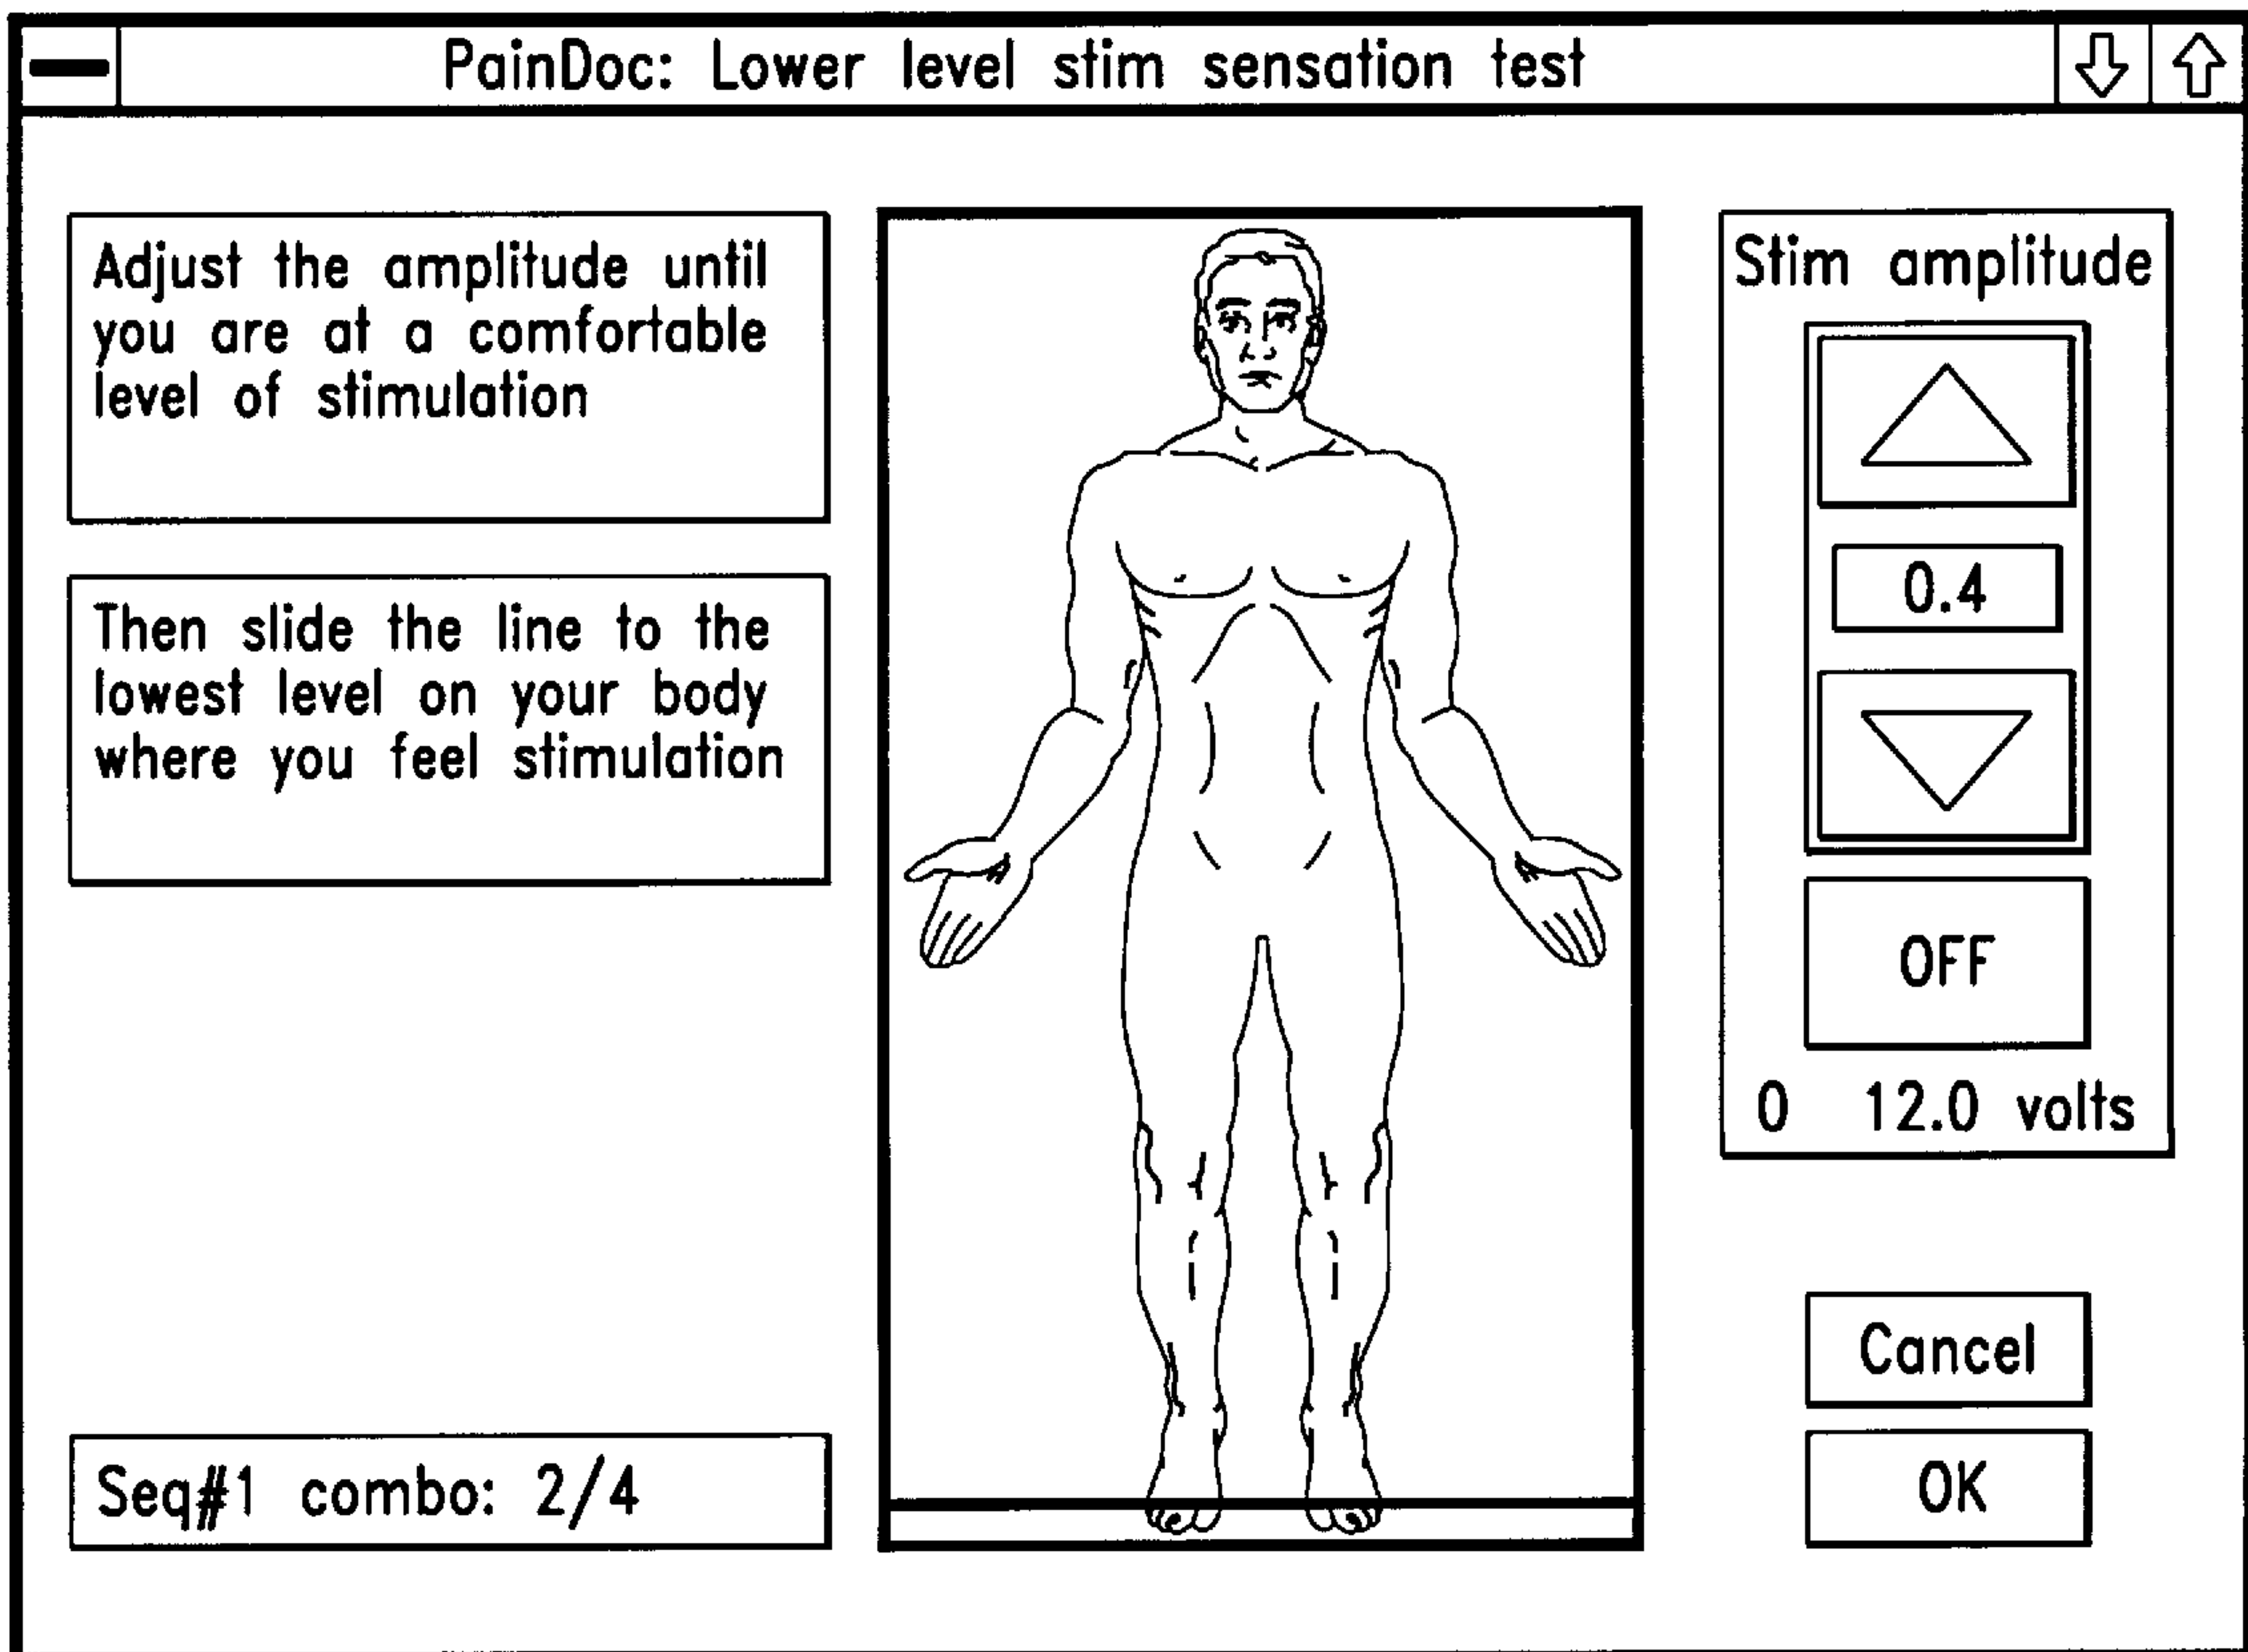 PainDoc: Lower level stim sensation test
Adjust the amplitude until
you are at a comfortable
level of stimulation
Then slide the line to the
lowest level on your body
where you feel stimulation
Seq#1 combo: 2/4
Stim amplitude
0.4
OFF
0 12.0 volts
Cancel
OK